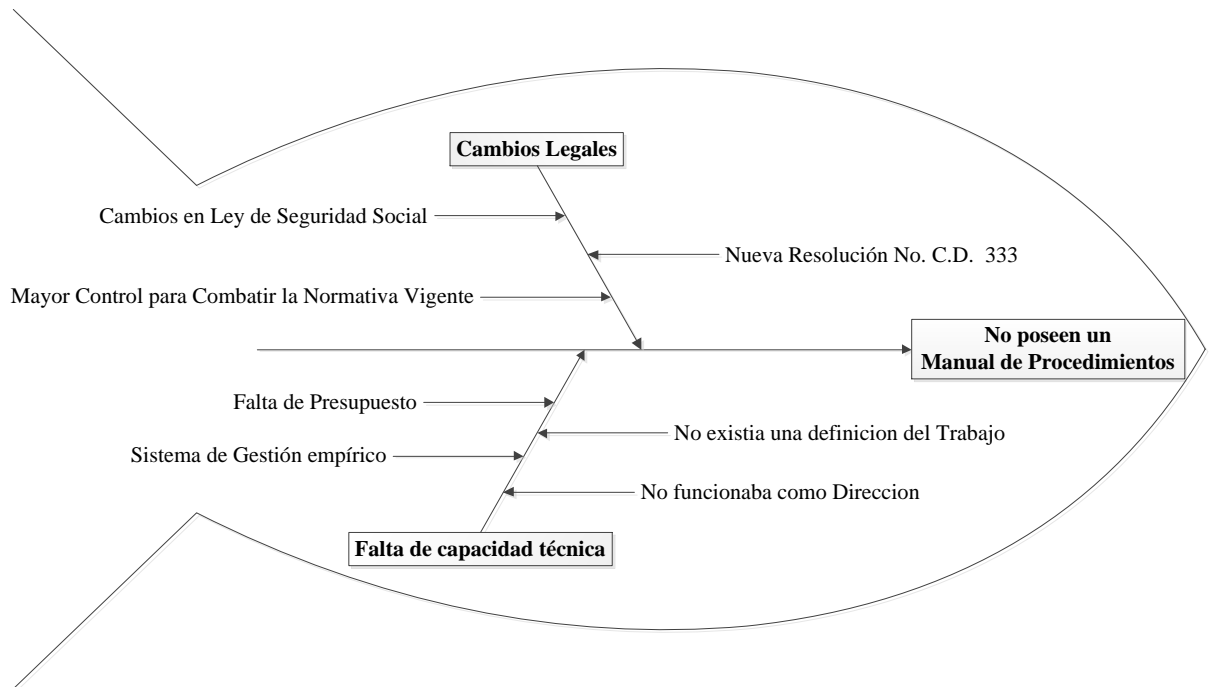 Cambios Legales
Cambios en Ley de Seguridad Social
Nueva Resolución No. C.D. 333
Mayor Control para Combatir la Normativa Vigente
No poseen un
Manual de Procedimientos
Falta de Presupuesto
No existia una definicion del Trabajo
Sistema de Gestión empírico
No funcionaba como Direccion
Falta de capacidad técnica